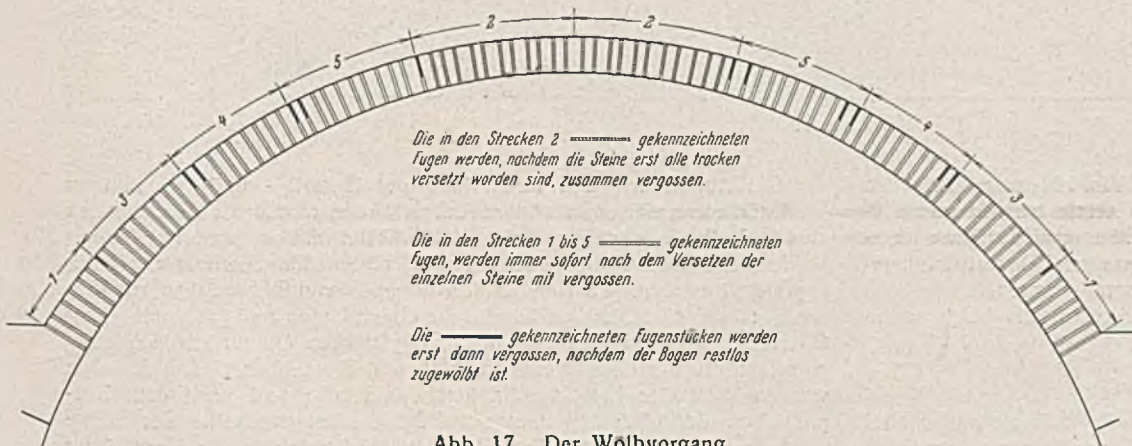 2 2
5 5
4 4
3 3
1 1
Die in den Strecken 2 gekennzeichneten
Fugen werden, nachdem die Steine erst alle trocken
versetzt worden sind, zusammen vergossen.
Die in den Strecken 1 bis 5 gekennzeichneten
Fugen, werden immer sofort nach dem Versetzen der
einzelnen Steine mit vergossen.
Die gekennzeichneten Fugenstücken werden
erst dann vergossen, nachdem der Bogen restlos
zugewölbt ist.
Abb. 17. Der Wölbvorgang.